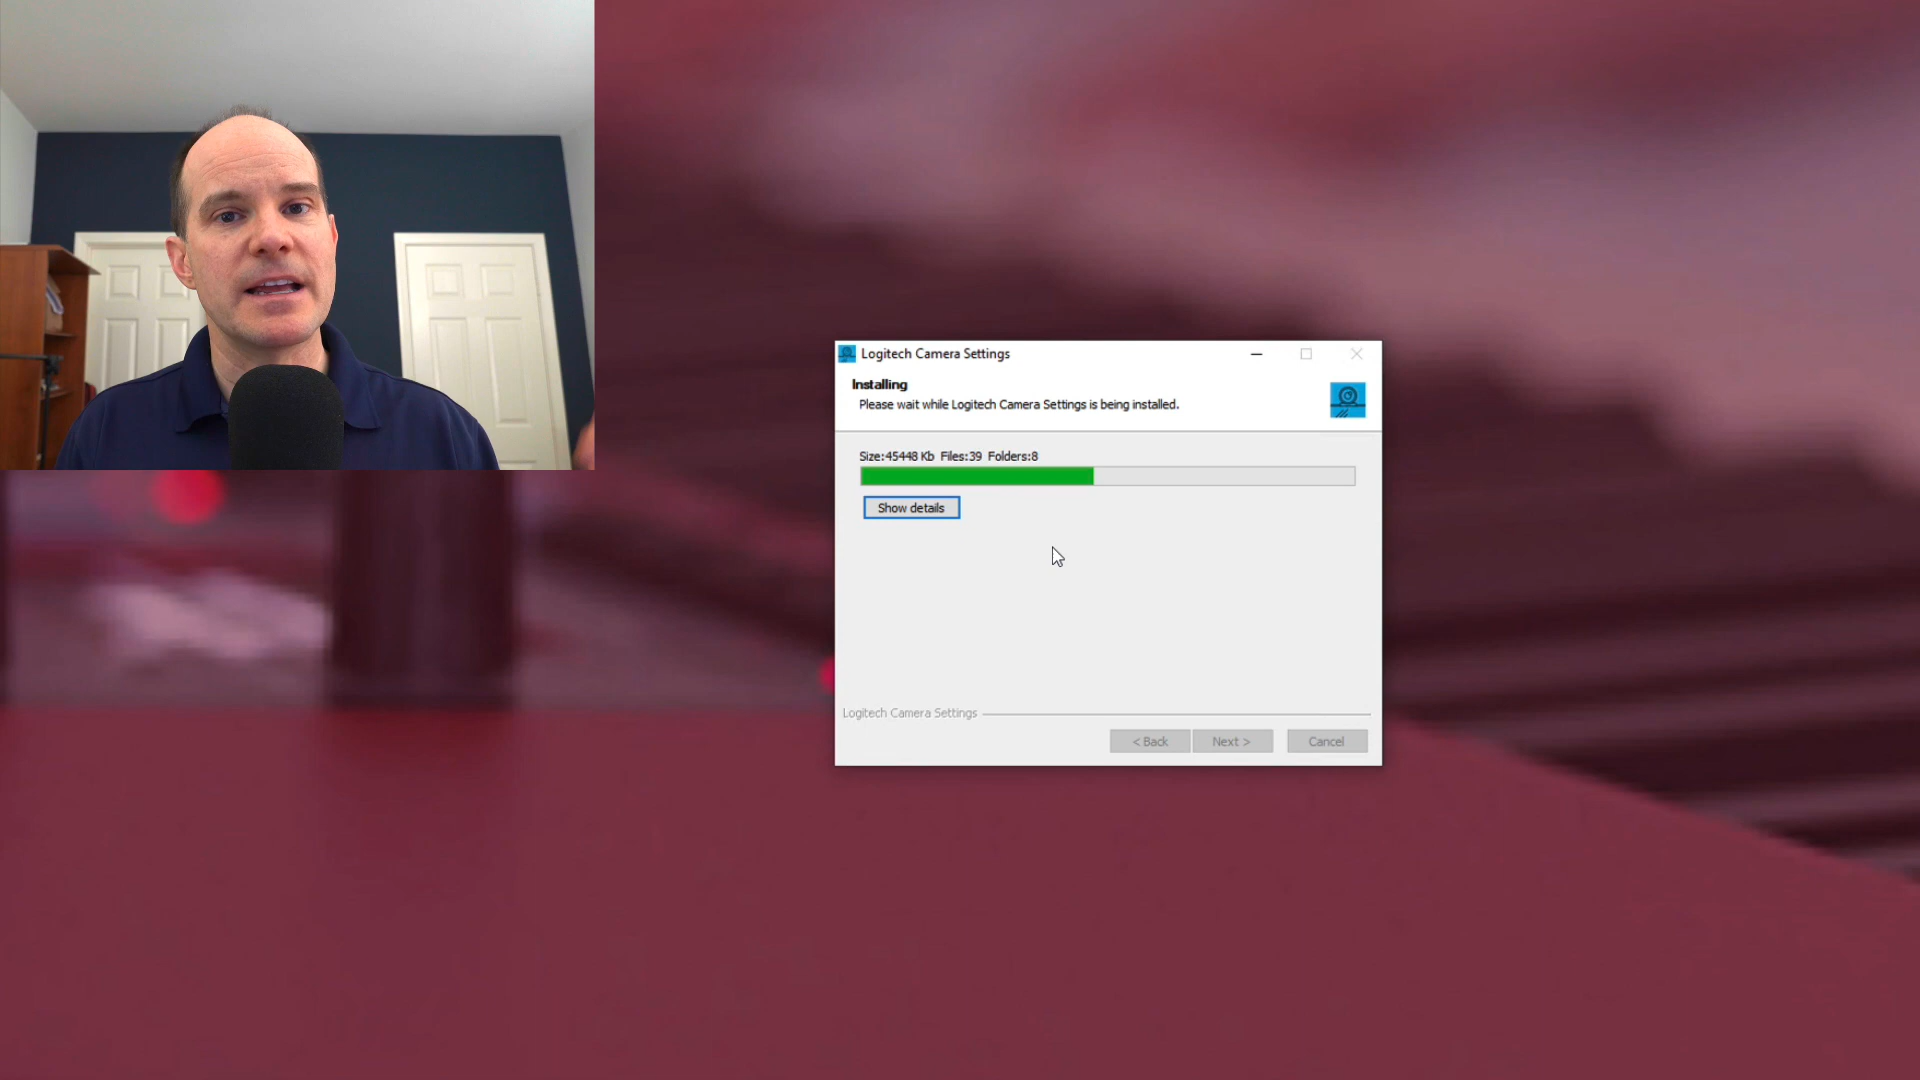 Logitech Camera Settings
Installing
Please wait while Logitech Camera Settings is being installed.
Size:45448 Kb Files:39 Folders:8
Show details
Logitech Camera Settings
< Back Next > Cancel